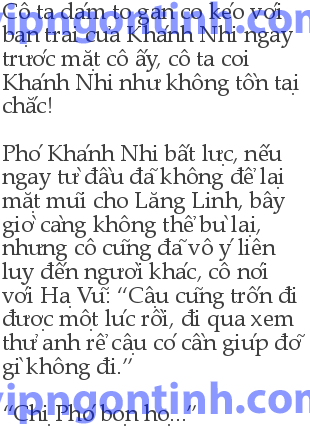 vipngontinh.com
Cô ta dám to gan co kéo với
bạn trai của Khánh Nhi ngay
trước mặt cô ấy, cô ta coi
Khánh Nhi như không tồn tại
chắc!
Phó Khánh Nhi bất lực, nếu
ngay từ đầu đã không để lại
mặt mũi cho Lăng Linh, bây
giờ càng không thể bù lại,
nhưng cô cũng đã vô ý liên
luỵ đến người khác, cô nói
với Hạ Vũ: “Cậu cũng trốn đi
được một lúc rồi, đi qua xem
thử anh rể cậu có cần giúp đỡ
gì không đi.”
vipngontinh.com
“Chị Phó bọn họ...”